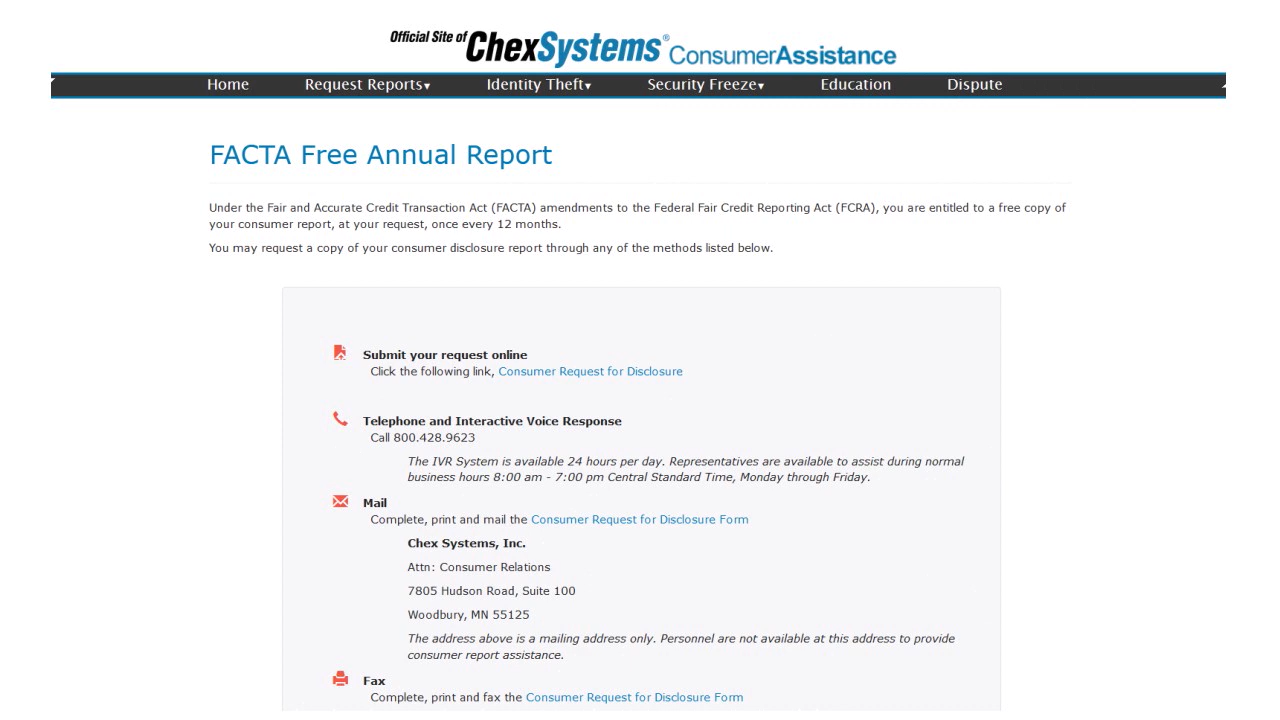 Official Site of ChexSystems® ConsumerAssistance
Home Request Reports▾ Identity Theft▾ Security Freeze▾ Education Dispute
FACTA Free Annual Report
Under the Fair and Accurate Credit Transaction Act (FACTA) amendments to the Federal Fair Credit Reporting Act (FCRA), you are entitled to a free copy of
your consumer report, at your request, once every 12 months.
You may request a copy of your consumer disclosure report through any of the methods listed below.
Submit your request online
Click the following link, Consumer Request for Disclosure
Telephone and Interactive Voice Response
Call 800.428.9623
The IVR System is available 24 hours per day. Representatives are available to assist during normal
business hours 8:00 am - 7:00 pm Central Standard Time, Monday through Friday.
Mail
Complete, print and mail the Consumer Request for Disclosure Form
Chex Systems, Inc.
Attn: Consumer Relations
7805 Hudson Road, Suite 100
Woodbury, MN 55125
The address above is a mailing address only. Personnel are not available at this address to provide
consumer report assistance.
Fax
Complete, print and fax the Consumer Request for Disclosure Form